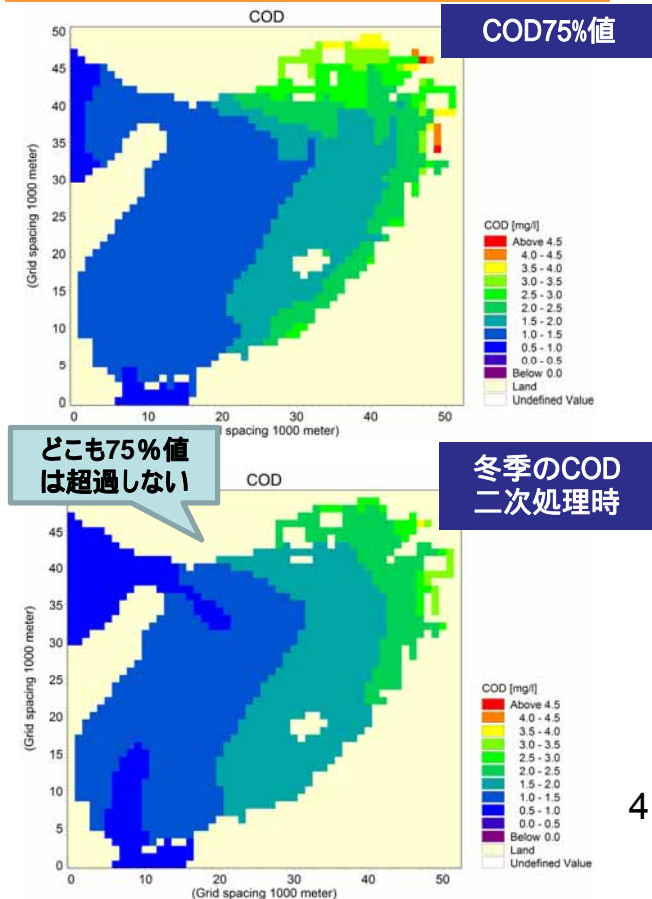 COD
COD75%値
50
45
40
35
30
25
20
15
10
5
0
(Grid spacing 1000 meter)
0 10 20 30 40 50
d spacing 1000 meter)
COD [mg/l]
Above 4.5
4.0 - 4.5
3.5 - 4.0
3.0 - 3.5
2.5 - 3.0
2.0 - 2.5
1.5 - 2.0
1.0 - 1.5
0.5 - 1.0
0.0 - 0.5
Below 0.0
Land
Undefined Value
どこも75%値
は超過しない
COD
冬季のCOD
二次処理時
45
40
35
30
25
20
15
10
5
0
(Grid spacing 1000 meter)
0 10 20 30 40 50
(Grid spacing 1000 meter)
COD [mg/l]
Above 4.5
4.0 - 4.5
3.5 - 4.0
3.0 - 3.5
2.5 - 3.0
2.0 - 2.5
1.5 - 2.0
1.0 - 1.5
0.5 - 1.0
0.0 - 0.5
Below 0.0
Land
Undefined Value
4